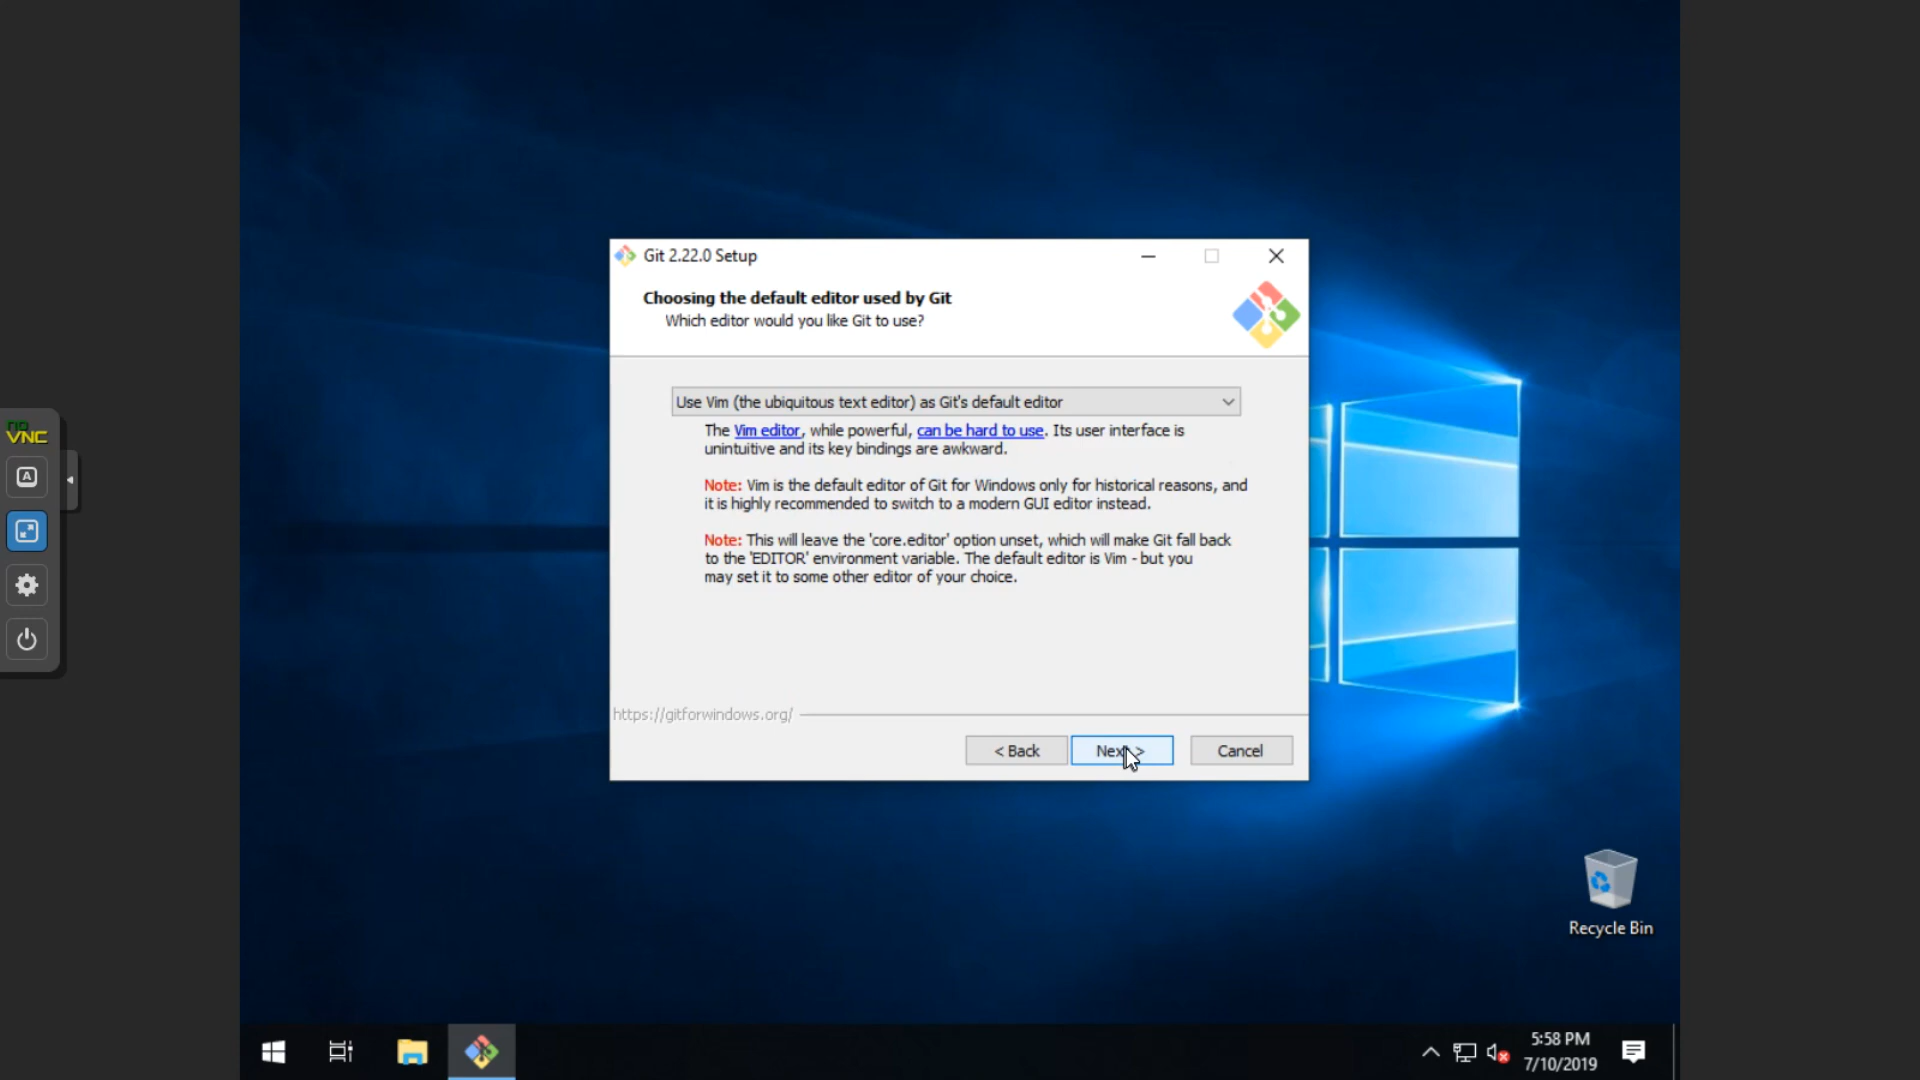 Git 2.22.0 Setup
Choosing the default editor used by Git
Which editor would you like Git to use?
Use Vim (the ubiquitous text editor) as Git's default editor
The Vim editor, while powerful, can be hard to use. Its user interface is
unintuitive and its key bindings are awkward.
Note: Vim is the default editor of Git for Windows only for historical reasons, and
it is highly recommended to switch to a modern GUI editor instead.
Note: This will leave the 'core.editor' option unset, which will make Git fall back
to the 'EDITOR' environment variable. The default editor is Vim - but you
may set it to some other editor of your choice.
https://gitforwindows.org/
< Back
Next >
Cancel
no
VNC
A
Recycle Bin
5:58 PM
7/10/2019